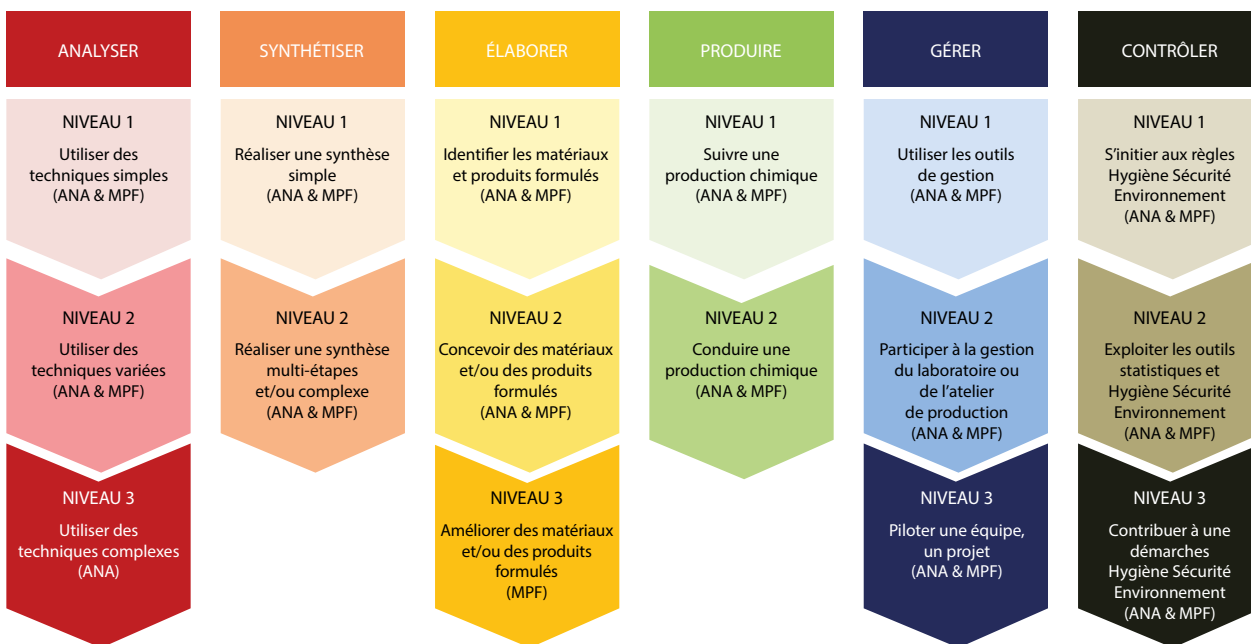 ANALYSER
SYNTHÉTISER
ÉLABORER
PRODUIRE
GÉRER
CONTRÔLER
NIVEAU 1
Utiliser des
techniques simples
(ANA & MPF)
NIVEAU 1
Réaliser une synthèse
simple
(ANA & MPF)
NIVEAU 1
Identifier les matériaux
et produits formulés
(ANA & MPF)
NIVEAU 1
Suivre une
production chimique
(ANA & MPF)
NIVEAU 1
Utiliser les outils
de gestion
(ANA & MPF)
NIVEAU 1
S'initier aux règles
Hygiène Sécurité
Environnement
(ANA & MPF)
NIVEAU 2
Utiliser des
techniques variées
(ANA & MPF)
NIVEAU 2
Réaliser une synthèse
multi-étapes
et/ou complexe
(ANA & MPF)
NIVEAU 2
Concevoir des matériaux
et/ou des produits
formulés
(ANA & MPF)
NIVEAU 2
Conduire une
production chimique
(ANA & MPF)
NIVEAU 2
Participer à la gestion
du laboratoire ou
de l'atelier
de production
(ANA & MPF)
NIVEAU 2
Exploiter les outils
statistiques et
Hygiène Sécurité
Environnement
(ANA & MPF)
NIVEAU 3
Utiliser des
techniques complexes
(ANA)
NIVEAU 3
Améliorer des matériaux
et/ou des produits
formulés
(MPF)
NIVEAU 3
Piloter une équipe,
un projet
(ANA & MPF)
NIVEAU 3
Contribuer à une
démarches
Hygiène Sécurité
Environnement
(ANA & MPF)